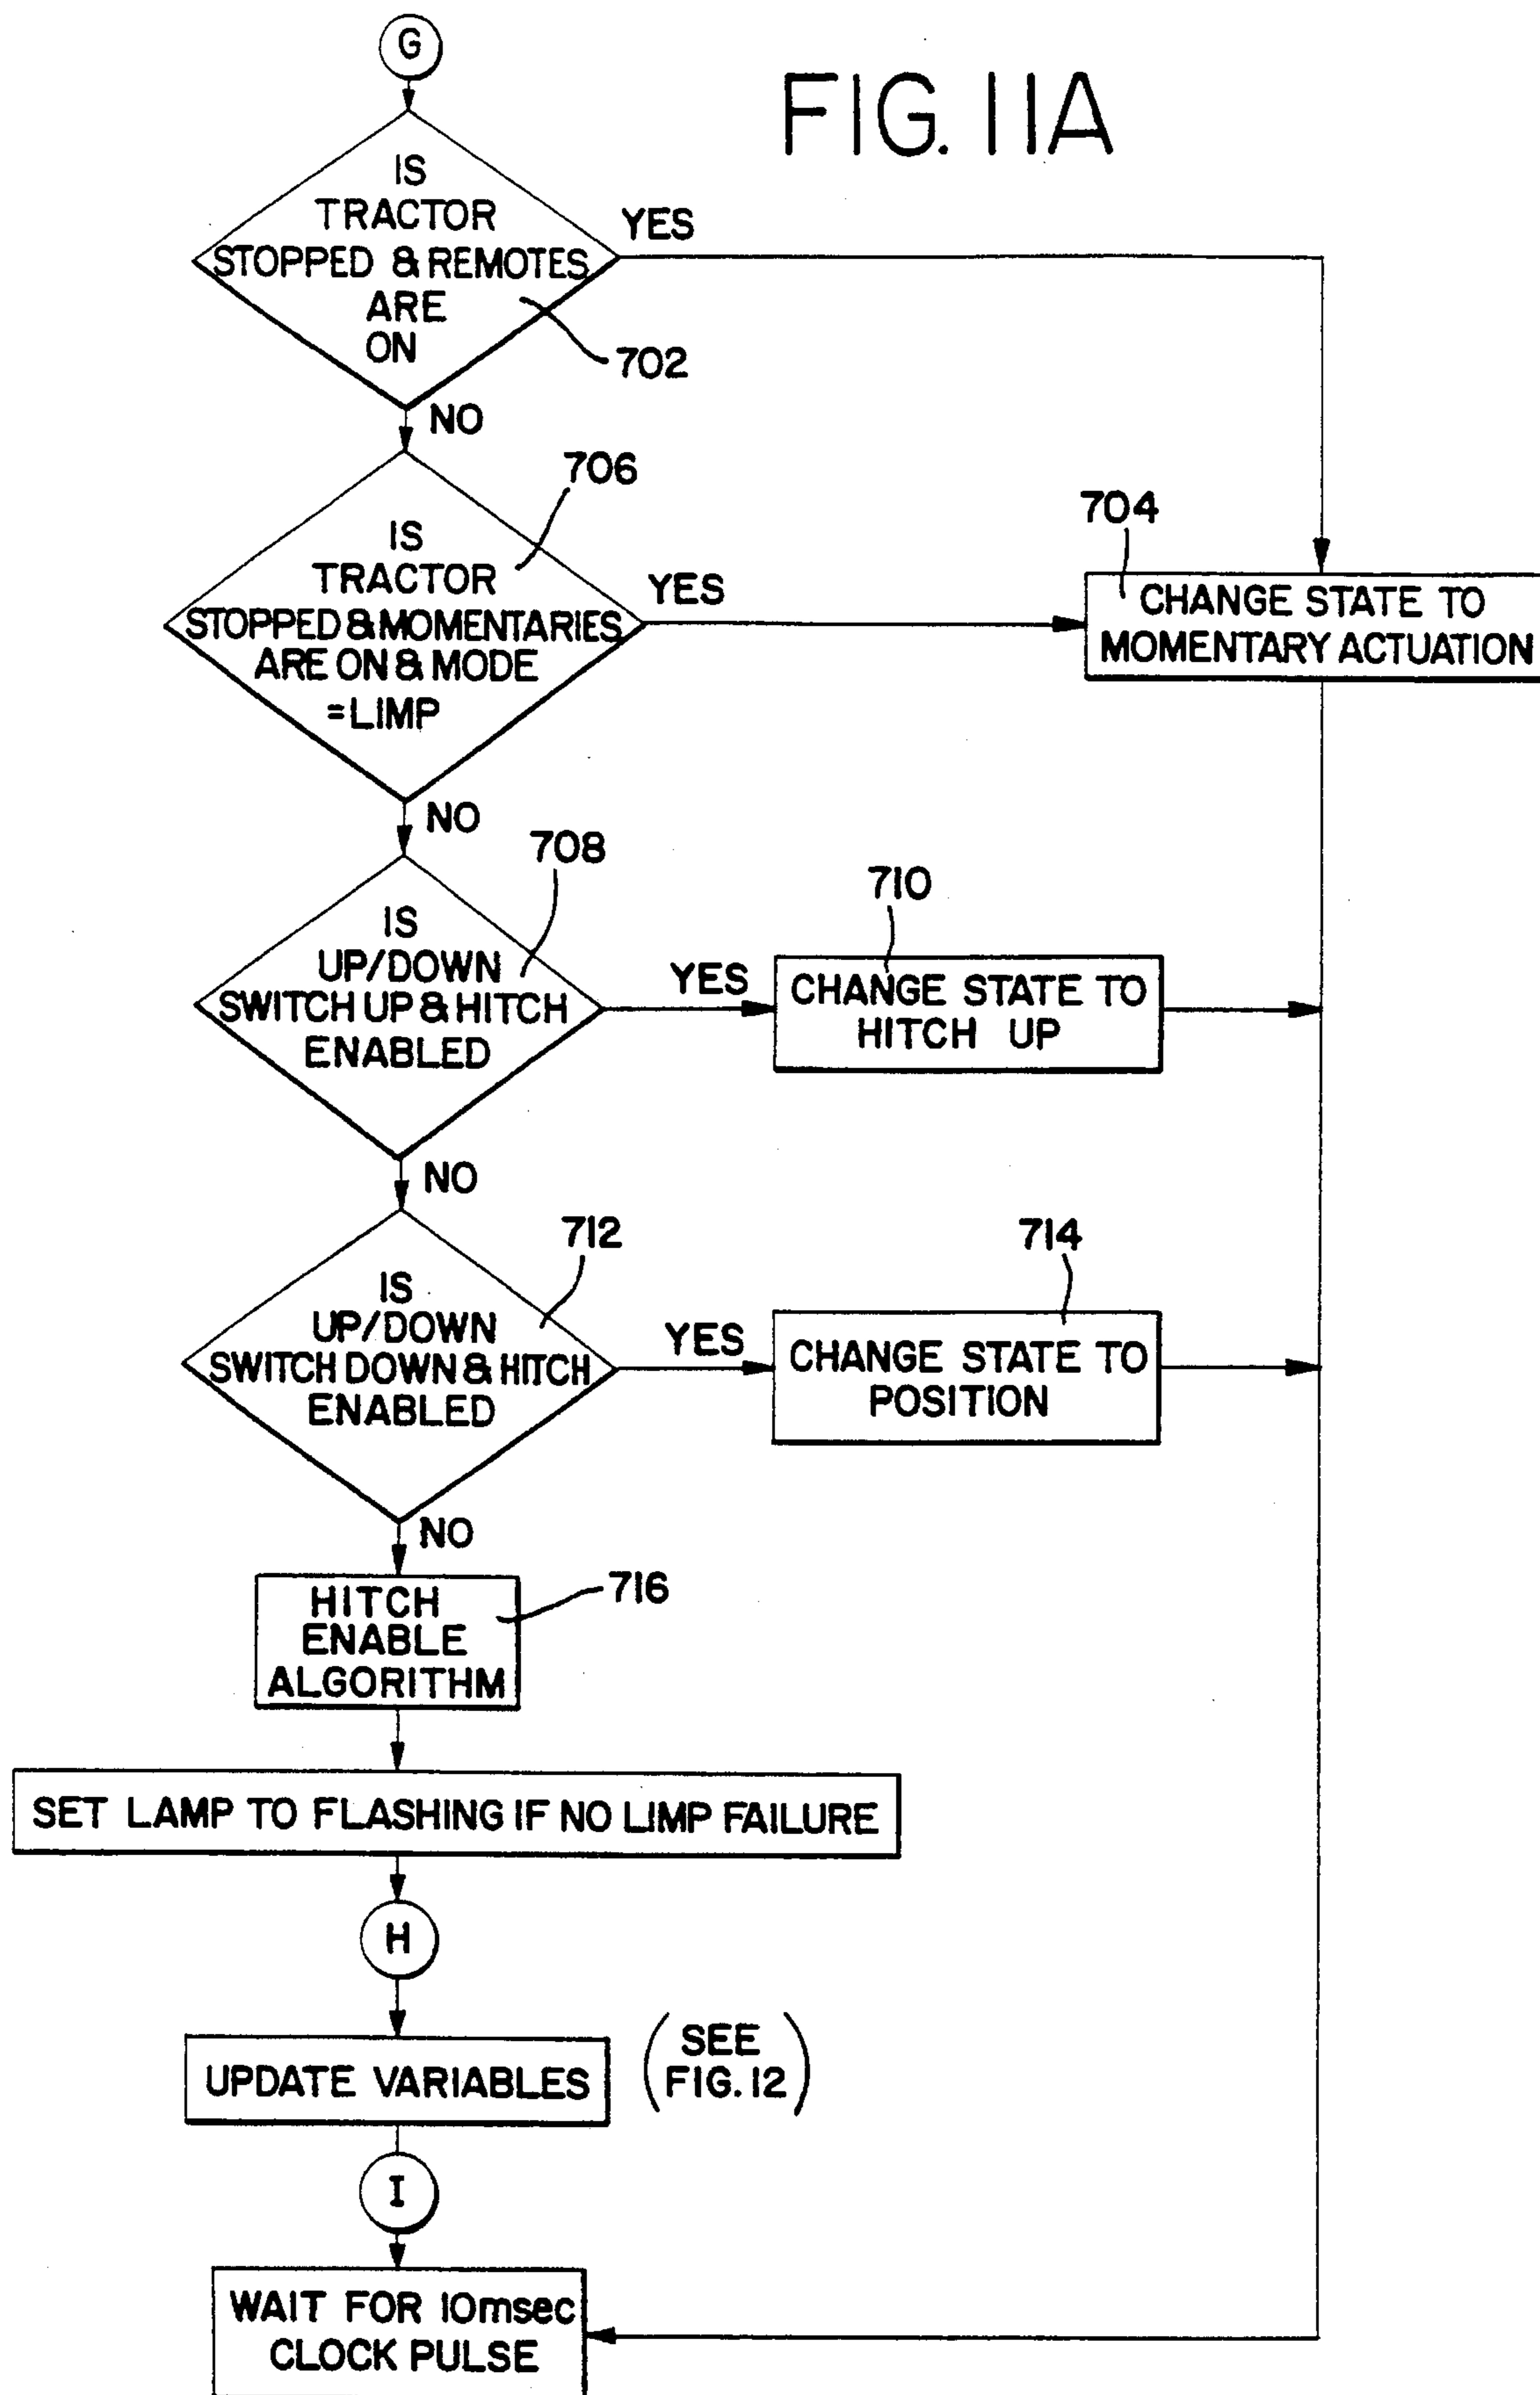 G
FIG. 11A
IS
TRACTOR
STOPPED & REMOTES
ARE
ON
YES
702
NO
706
IS
TRACTOR
STOPPED & MOMENTARIES
ARE ON & MODE
=LIMP
YES
704
CHANGE STATE TO
MOMENTARY ACTUATION
NO
708
IS
UP/DOWN
SWITCH UP & HITCH
ENABLED
YES
710
CHANGE STATE TO
HITCH UP
NO
712
IS
UP/DOWN
SWITCH DOWN & HITCH
ENABLED
YES
714
CHANGE STATE TO
POSITION
NO
HITCH
ENABLE
ALGORITHM
716
SET LAMP TO FLASHING IF NO LIMP FAILURE
H
UPDATE VARIABLES
(SEE
FIG. 12)
I
WAIT FOR 10msec
CLOCK PULSE